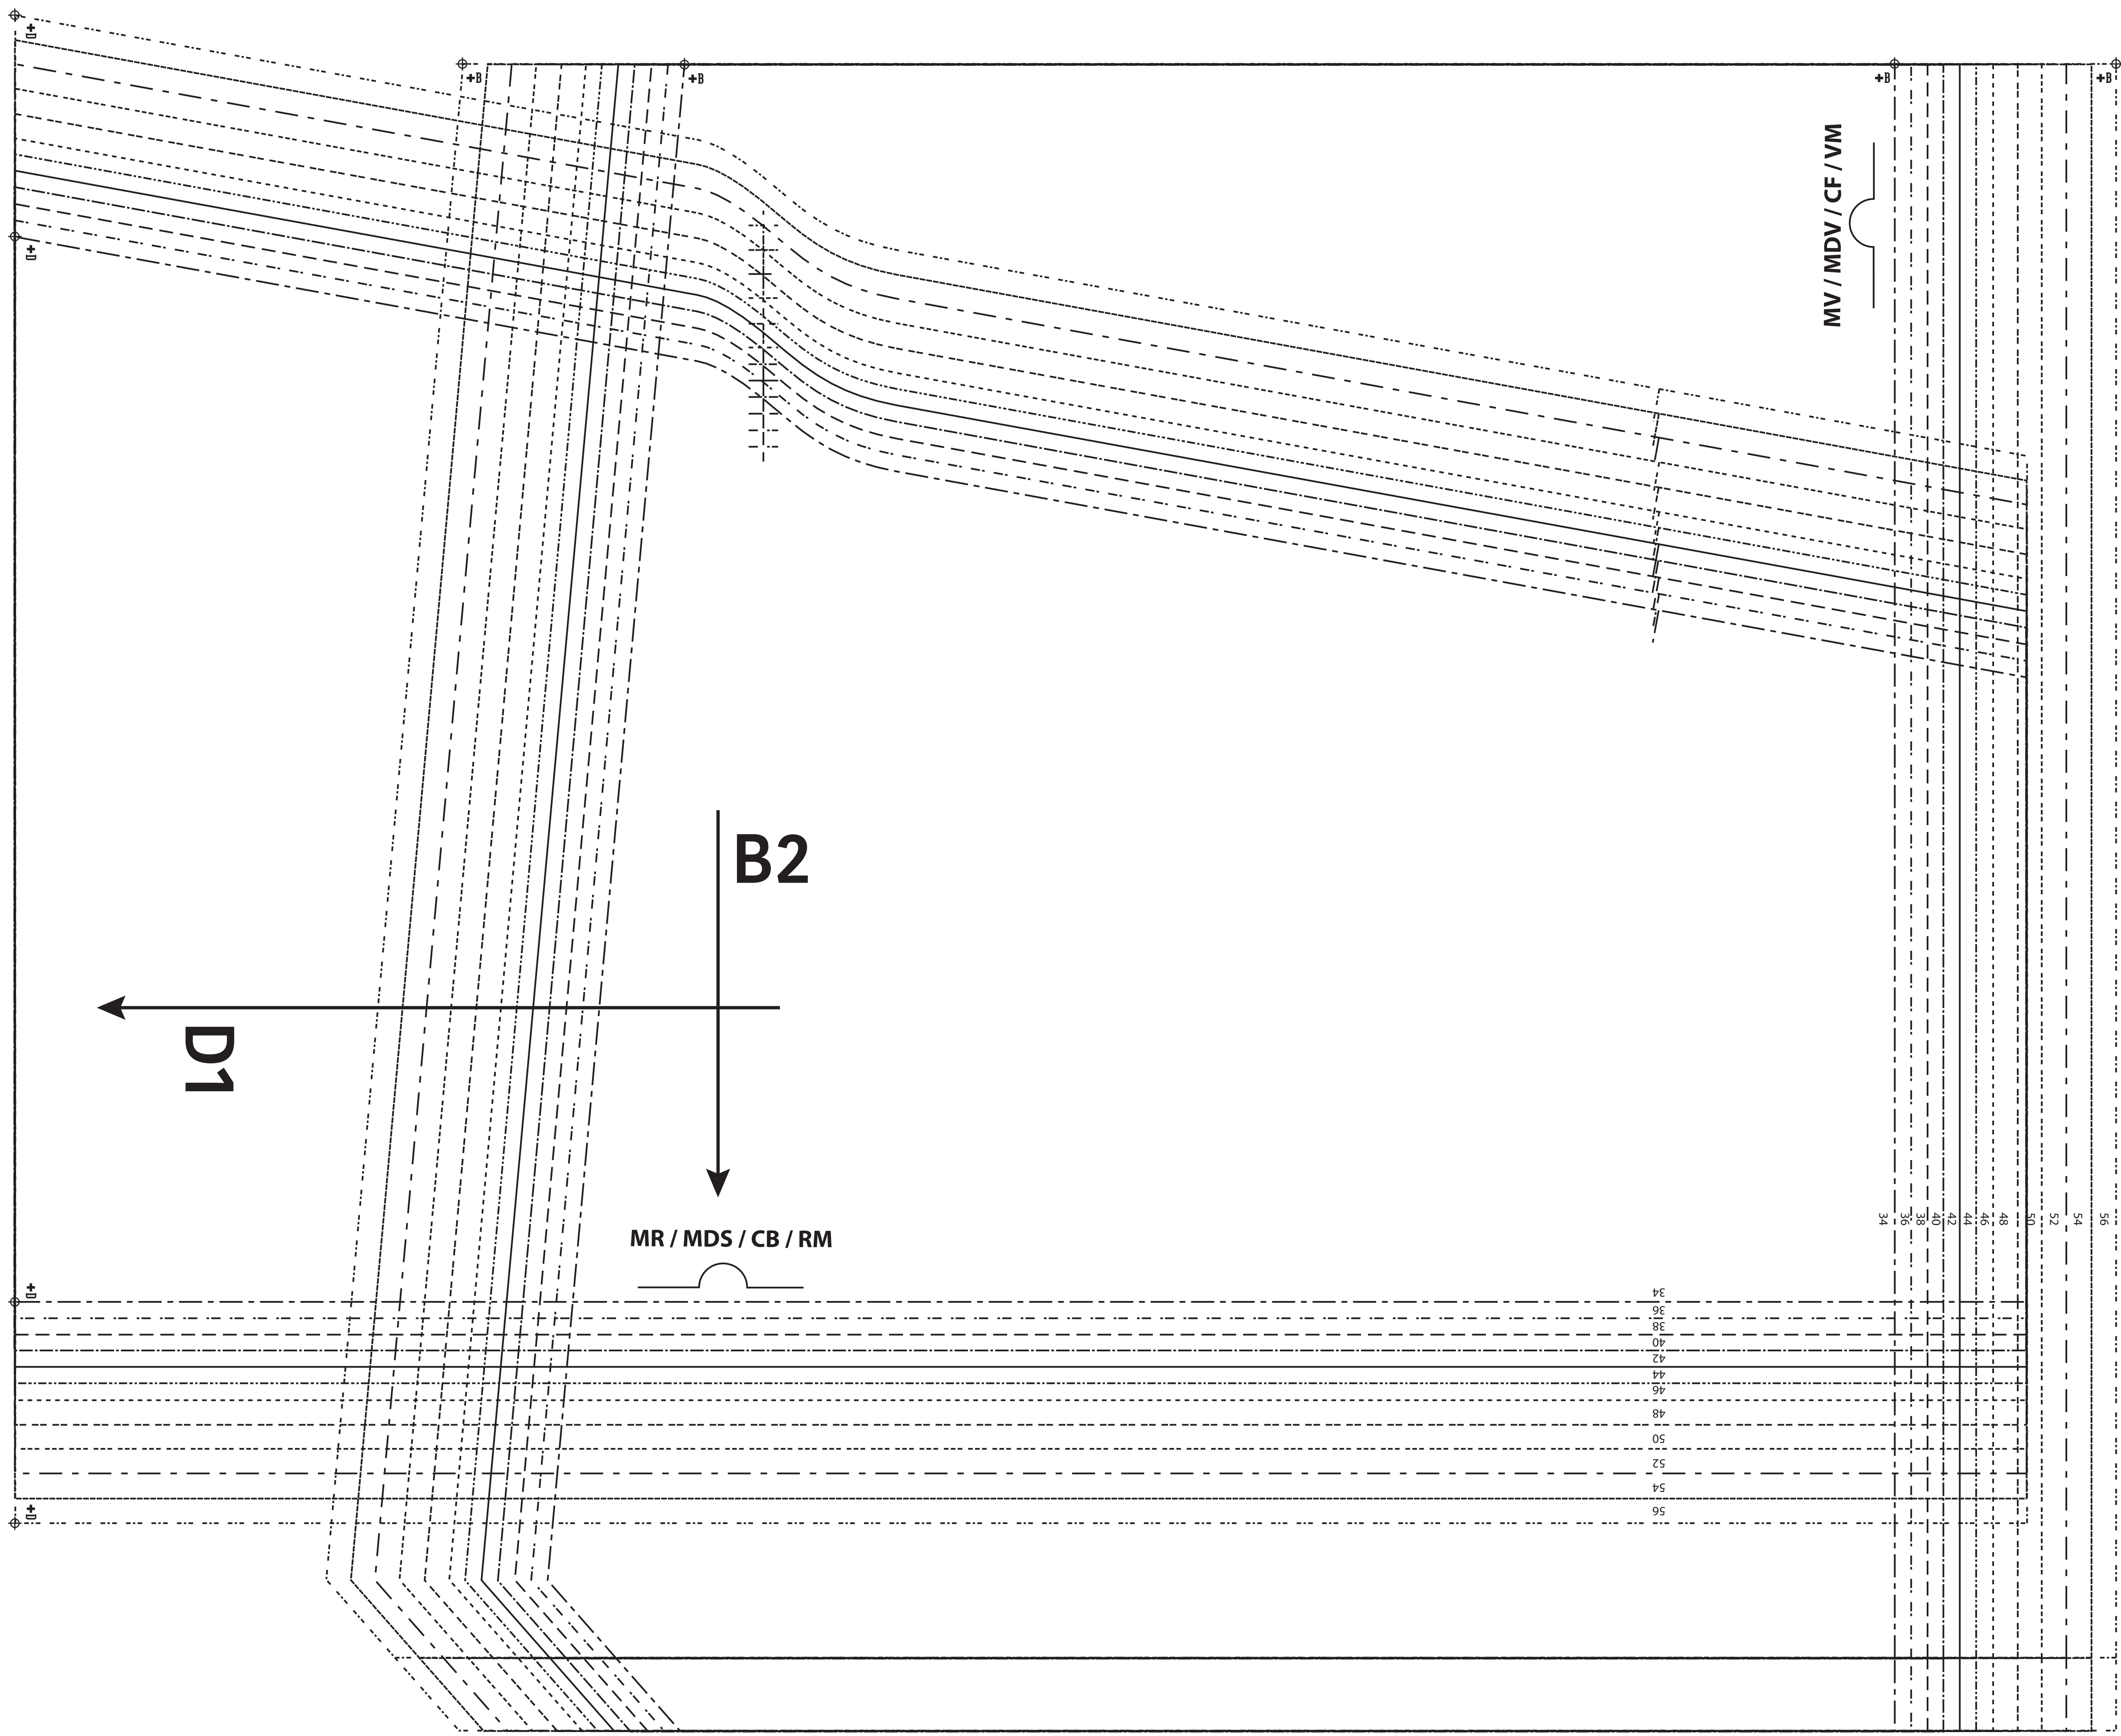 +D
+B
+B
+B
+B
+D
MV / MDV / CF / VM
B2
D1
MR / MDS / CB / RM
34 36 38 40 42 44 46 48 50 52 54 56
+D
34
36
38
40
42
44
46
48
50
52
54
56
+D